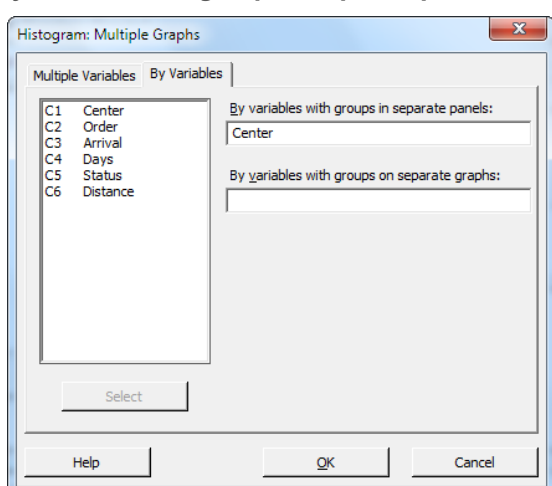 Histogram: Multiple Graphs
x
Multiple Variables By Variables
C1 Center
C2 Order
C3 Arrival
C4 Days
C5 Status
C6 Distance
By variables with groups in separate panels:
Center
By variables with groups on separate graphs:
Select
Help OK Cancel